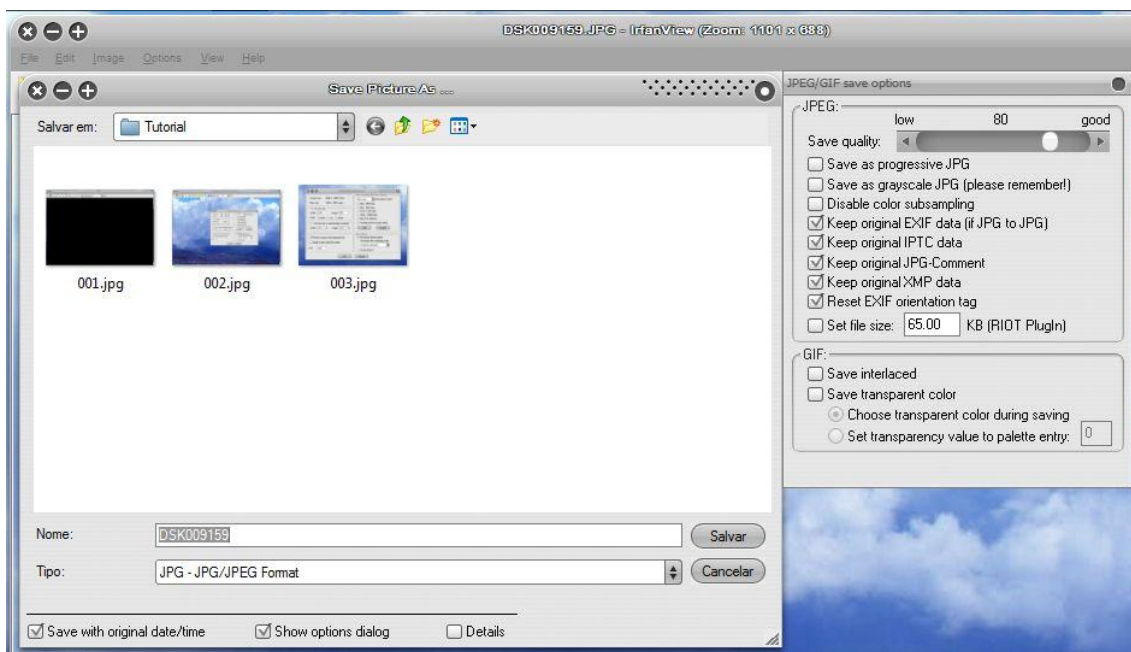 DSK009159.JPG - IrfanView (Zoom: 1101 x 688)
File Edit Image Options View Help
Save Picture As ...
Salvar em: Tutorial
001.jpg 002.jpg 003.jpg
Nome: DSK009159 Salvar
Tipo: JPG - JPG/JPEG Format Cancelar
Save with original date/time Show options dialog Details
JPEG/GIF save options
JPEG:
low 80 good
Save quality:
Save as progressive JPG
Save as grayscale JPG (please remember!)
Disable color subsampling
Keep original EXIF data (if JPG to JPG)
Keep original IPTC data
Keep original JPG-Comment
Keep original XMP data
Reset EXIF orientation tag
Set file size: 65.00 KB (RIOT PlugIn)
GIF:
Save interlaced
Save transparent color
Choose transparent color during saving
Set transparency value to palette entry: 0